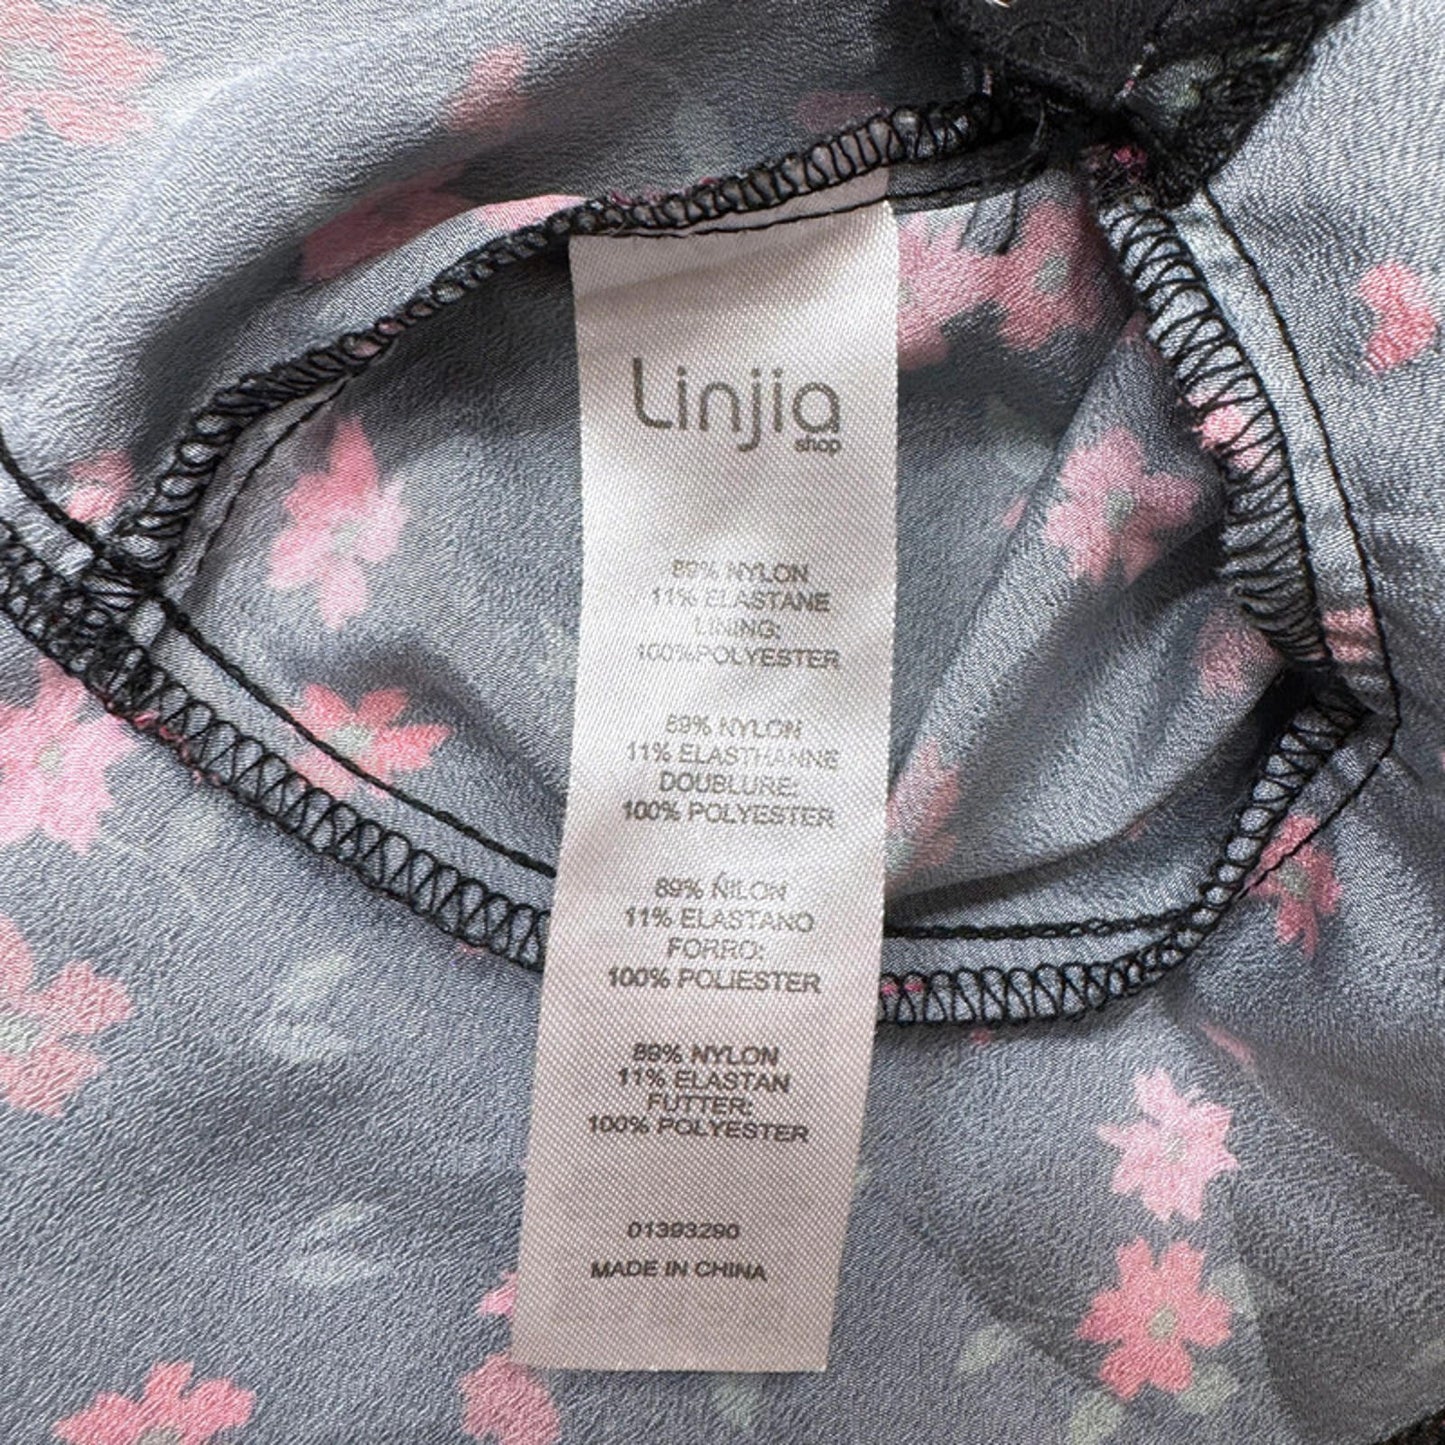 Linjia
shop
89% NYLON
11% ELASTANE
LINING:
100%POLYESTER
89% NYLON
11% ELASTHANNE
DOUBLURE:
100% POLYESTER
89% ŃILON
11% ELASTANO
FORRO:
100% POLIESTER
89% NYLON
11% ELASTAN
FUTTER:
100% POLYESTER
01393290
MADE IN CHINA